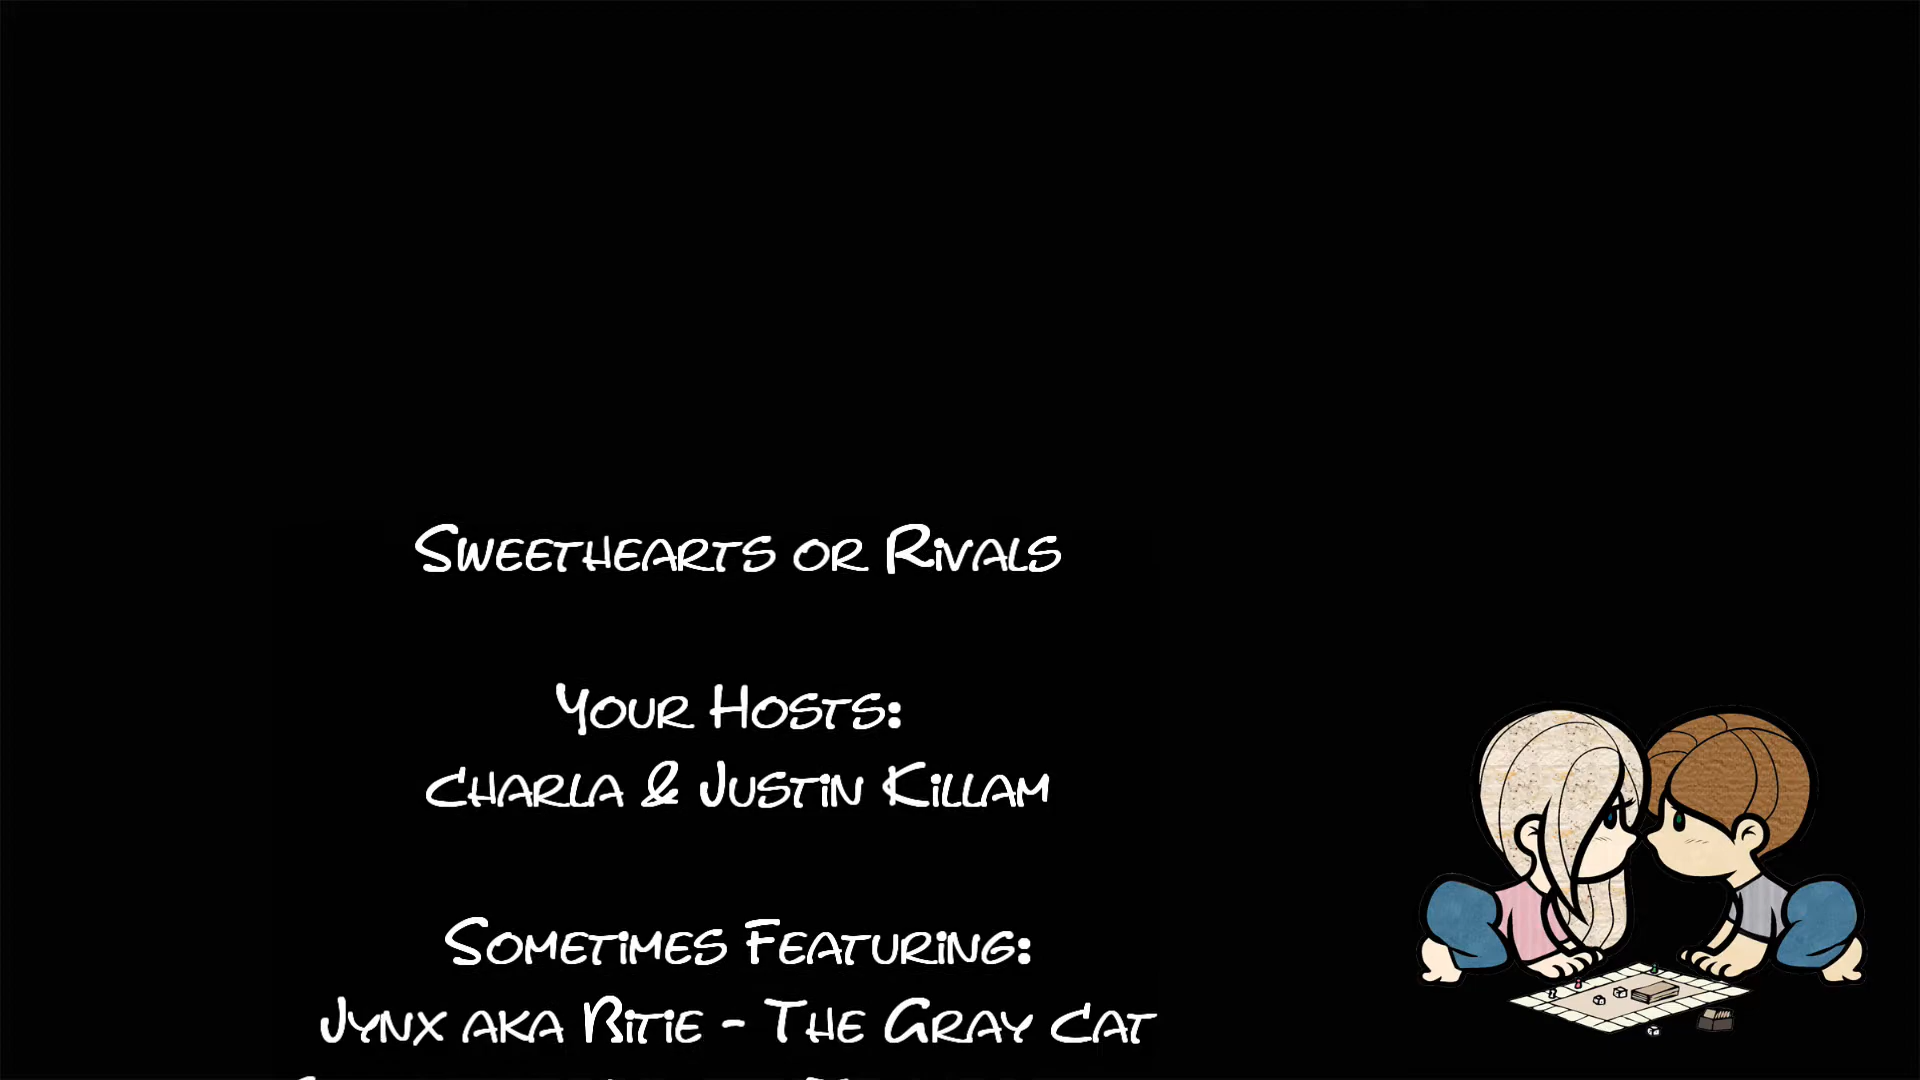 Sweethearts or Rivals
Your Hosts:
Charla & Justin Killam
Sometimes Featuring:
Jynx aka Bitie - The Gray Cat